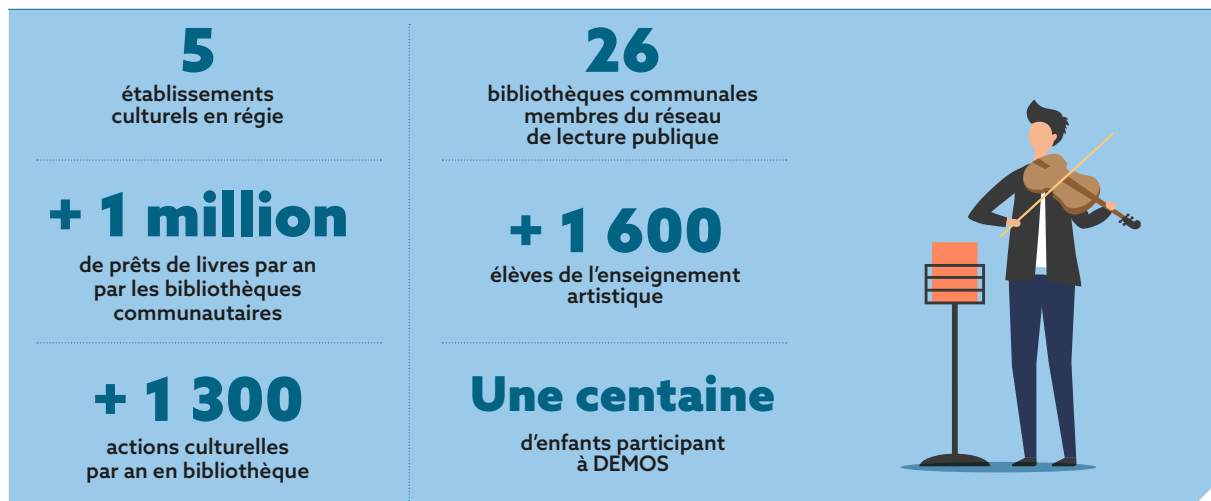 5
établissements
culturels en régie
26
bibliothèques communales
membres du réseau
de lecture publique
+ 1 million
de prêts de livres par an
par les bibliothèques
communautaires
+ 1 600
élèves de l’enseignement
artistique
+ 1 300
actions culturelles
par an en bibliothèque
Une centaine
d’enfants participant
à DEMOS